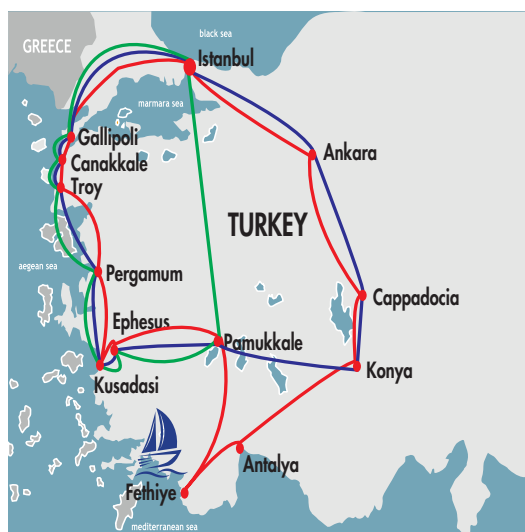 black sea
GREECE
Istanbul
marmara sea
Gallipoli
Canakkale
Troy
Ankara
TURKEY
aegean sea
Pergamum
Cappadocia
Ephesus
Pamukkale
Kusadasi
Konya
Antalya
Fethiye
mediterranean sea